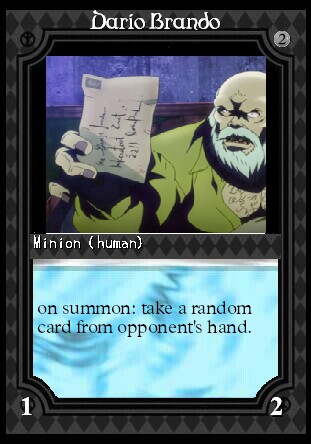 Dario Brando
2
Minion (human)
on summon: take a random
card from opponent's hand.
1
2